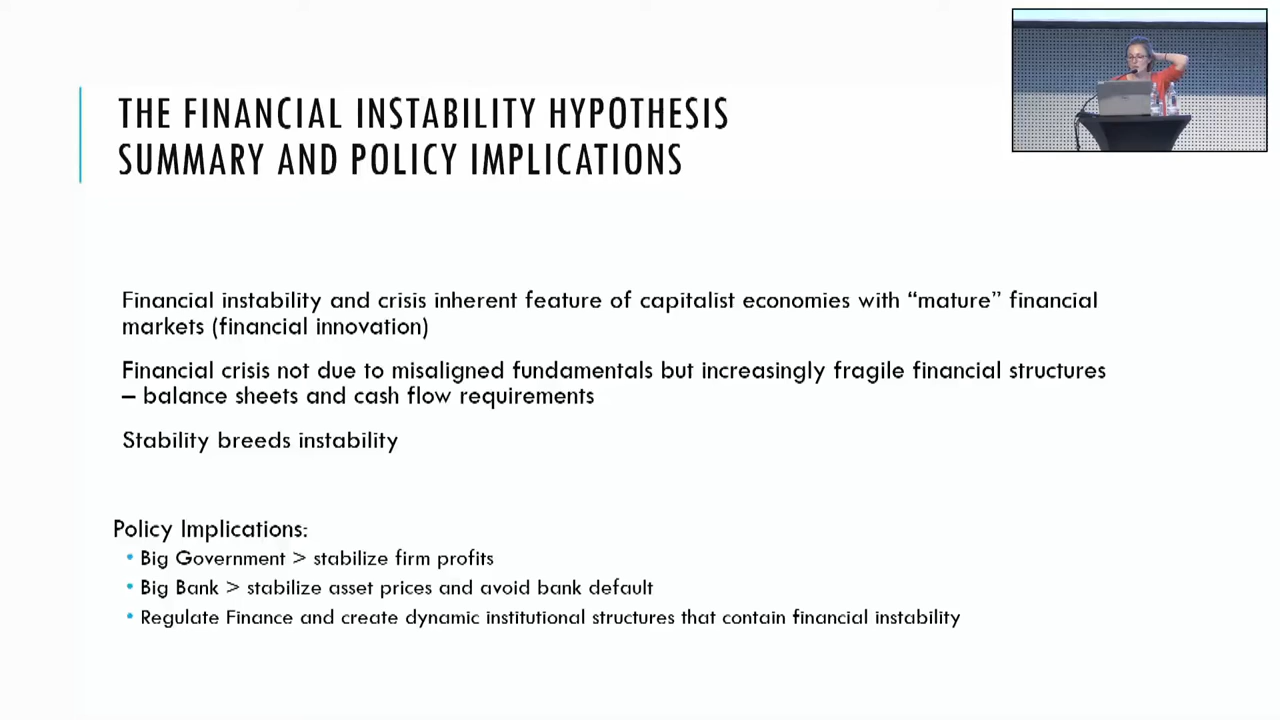 THE FINANCIAL INSTABILITY HYPOTHESIS
SUMMARY AND POLICY IMPLICATIONS
Financial instability and crisis inherent feature of capitalist economies with “mature” financial
markets (financial innovation)
Financial crisis not due to misaligned fundamentals but increasingly fragile financial structures
– balance sheets and cash flow requirements
Stability breeds instability
Policy Implications:
• Big Government > stabilize firm profits
• Big Bank > stabilize asset prices and avoid bank default
• Regulate Finance and create dynamic institutional structures that contain financial instability